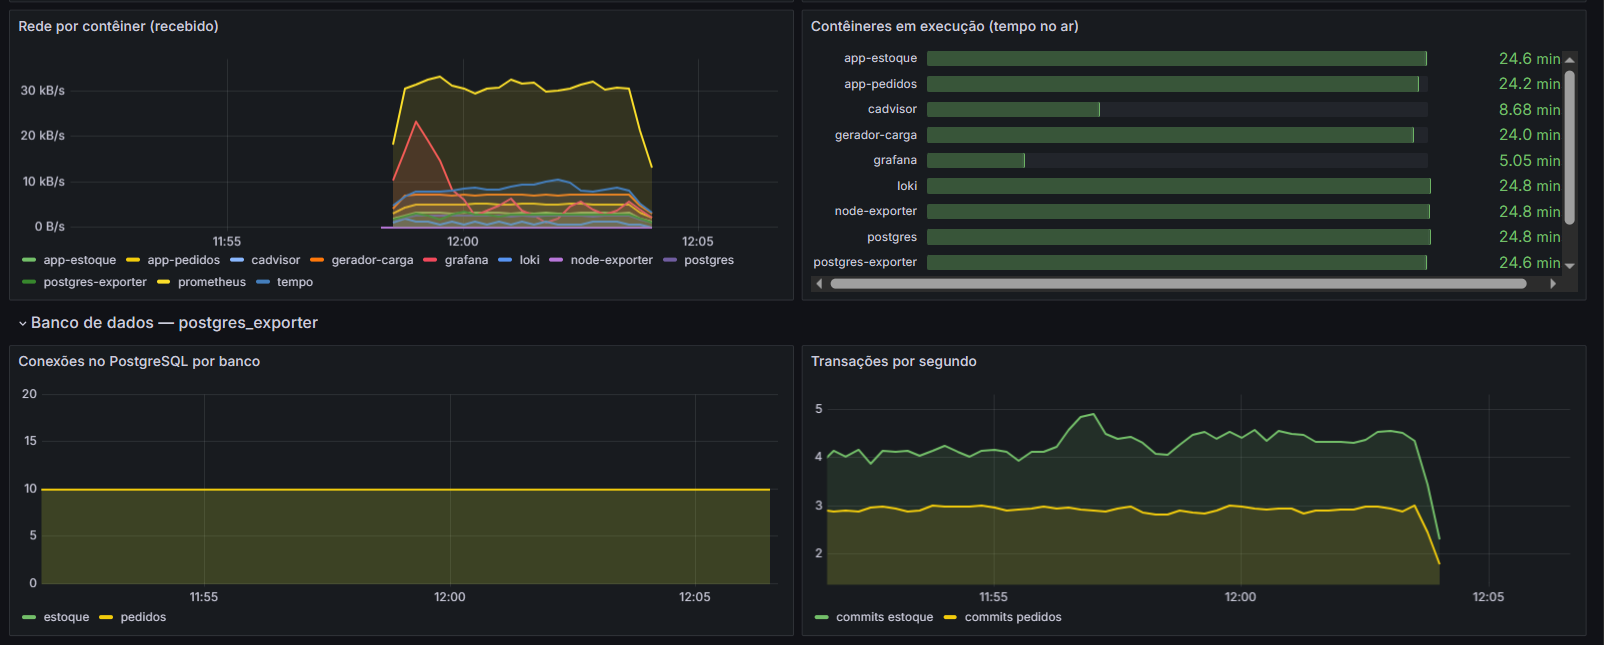 Rede por contêiner (recebido)
30 kB/s
20 kB/s
10 kB/s
0 B/s
11:55 12:00 12:05
app-estoque app-pedidos cadvisor gerador-carga grafana loki node-exporter postgres
postgres-exporter prometheus tempo
Contêineres em execução (tempo no ar)
app-estoque 24.6 min
app-pedidos 24.2 min
cadvisor 8.68 min
gerador-carga 24.0 min
grafana 5.05 min
loki 24.8 min
node-exporter 24.8 min
postgres 24.8 min
postgres-exporter 24.6 min
Banco de dados — postgres_exporter
Conexões no PostgreSQL por banco
20
15
10
5
0
11:55 12:00 12:05
estoque pedidos
Transações por segundo
5
4
3
2
11:55 12:00 12:05
commits estoque commits pedidos